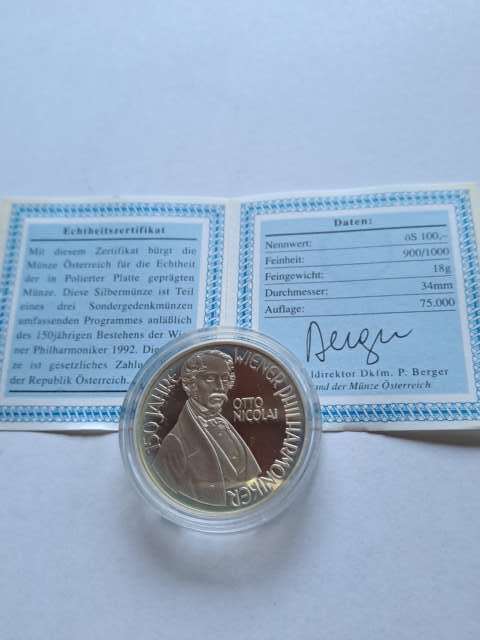 Echtheitszertifikat
Mit diesem Zertifikat bürgt die
Münze Österreich für die Echtheit
der in Polierter Platte geprägten
Münze. Diese Silbermünze ist Teil
eines drei Sondergedenkmünzen
umfassenden Programmes anläßlich
des 150jährigen Bestehens der Wie
ner Philharmoniker 1992. Die
ze ist gesetzliches Zahlu
der Republik Österreich.
Daten:
Nennwert: öS 100,–
Feinheit: 900/1000
Feingewicht: 18g
Durchmesser: 34mm
Auflage: 75.000
Berger
ldirektor Dkfm. P. Berger
and der Münze Österreich
150 JAHRE WIENER PHILHARMONIKER
OTTO
NICOLAI